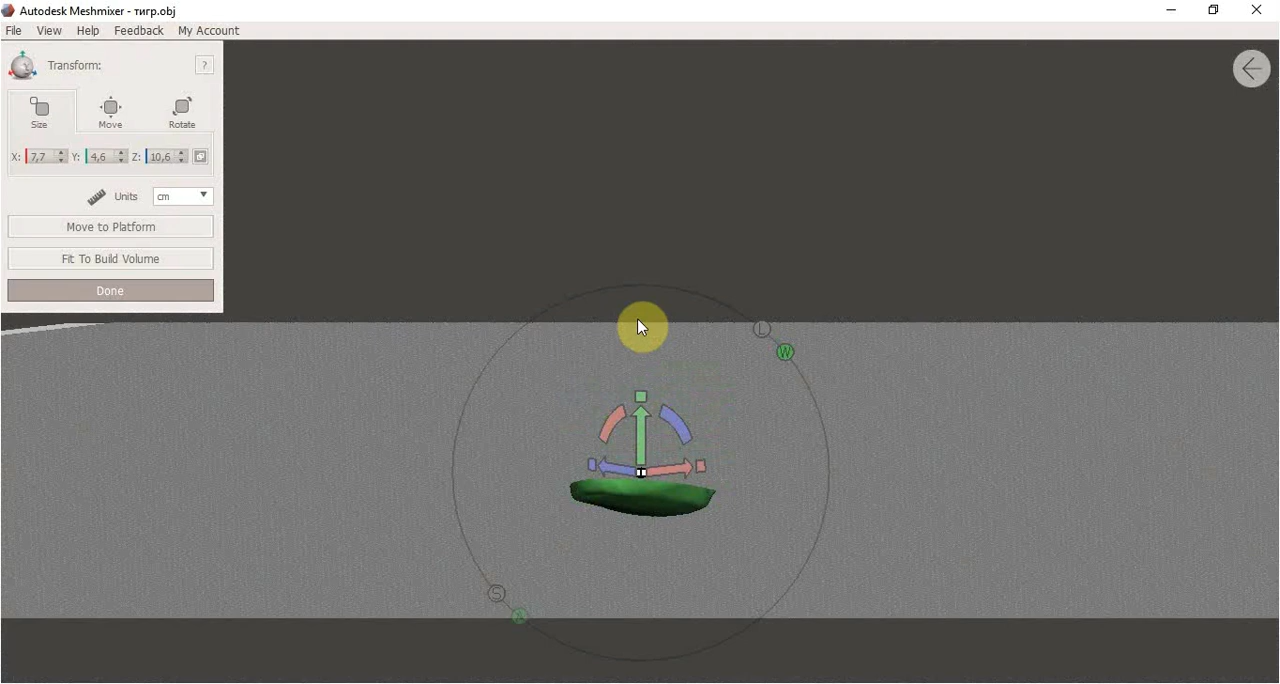 Autodesk Meshmixer - тигр.obj
File View Help Feedback My Account
Transform: ?
Size Move Rotate
X: 7,7 Y: 4,6 Z: 10,6
Units cm
Move to Platform
Fit To Build Volume
Done
L
W
S